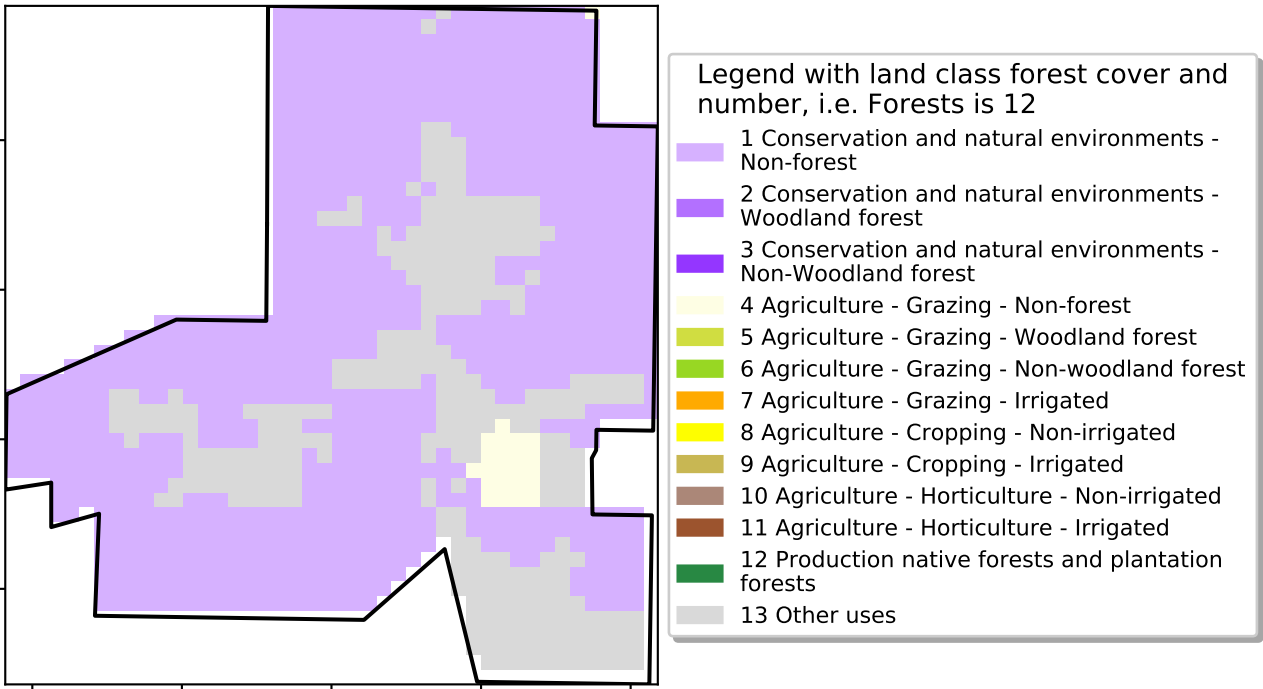 Legend with land class forest cover and
number, i.e. Forests is 12
1 Conservation and natural environments -
Non-forest
2 Conservation and natural environments -
Woodland forest
3 Conservation and natural environments -
Non-Woodland forest
4 Agriculture - Grazing - Non-forest
5 Agriculture - Grazing - Woodland forest
6 Agriculture - Grazing - Non-woodland forest
7 Agriculture - Grazing - Irrigated
8 Agriculture - Cropping - Non-irrigated
9 Agriculture - Cropping - Irrigated
10 Agriculture - Horticulture - Non-irrigated
11 Agriculture - Horticulture - Irrigated
12 Production native forests and plantation
forests
13 Other uses